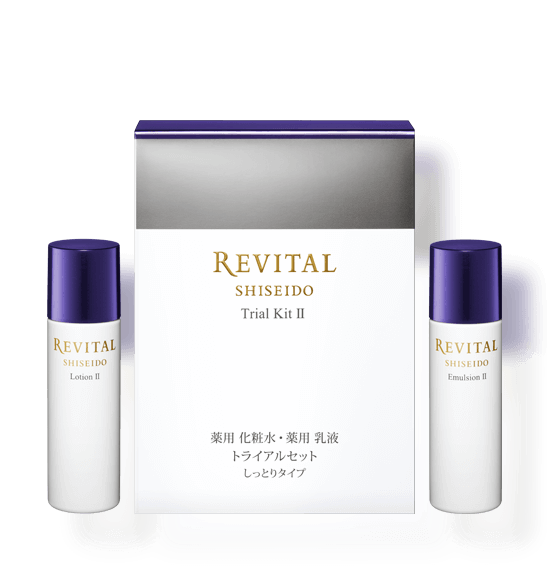 REVITAL
SHISEIDO
Trial Kit II
薬用 化粧水・薬用 乳液
トライアルセット
しっとりタイプ
REVITAL
SHISEIDO
Lotion II
REVITAL
SHISEIDO
Emulsion II